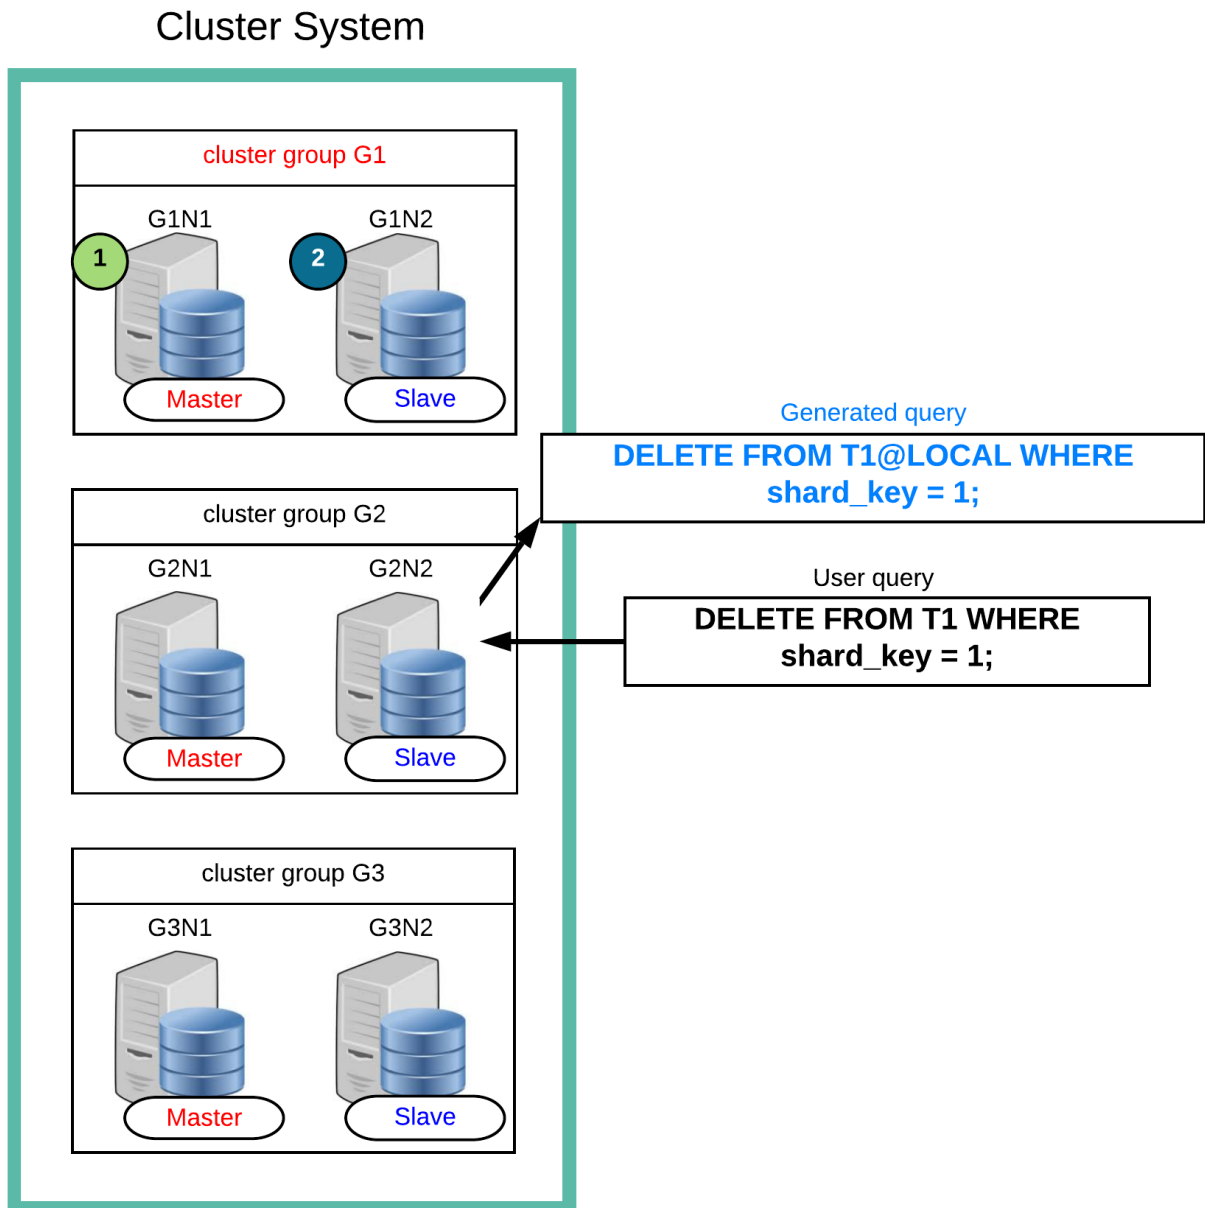 Cluster System
cluster group G1
G1N1
G1N2
1
2
Master
Slave
Generated query
DELETE FROM T1@LOCAL WHERE
shard_key = 1;
cluster group G2
G2N1
G2N2
User query
DELETE FROM T1 WHERE
shard_key = 1;
Master
Slave
cluster group G3
G3N1
G3N2
Master
Slave